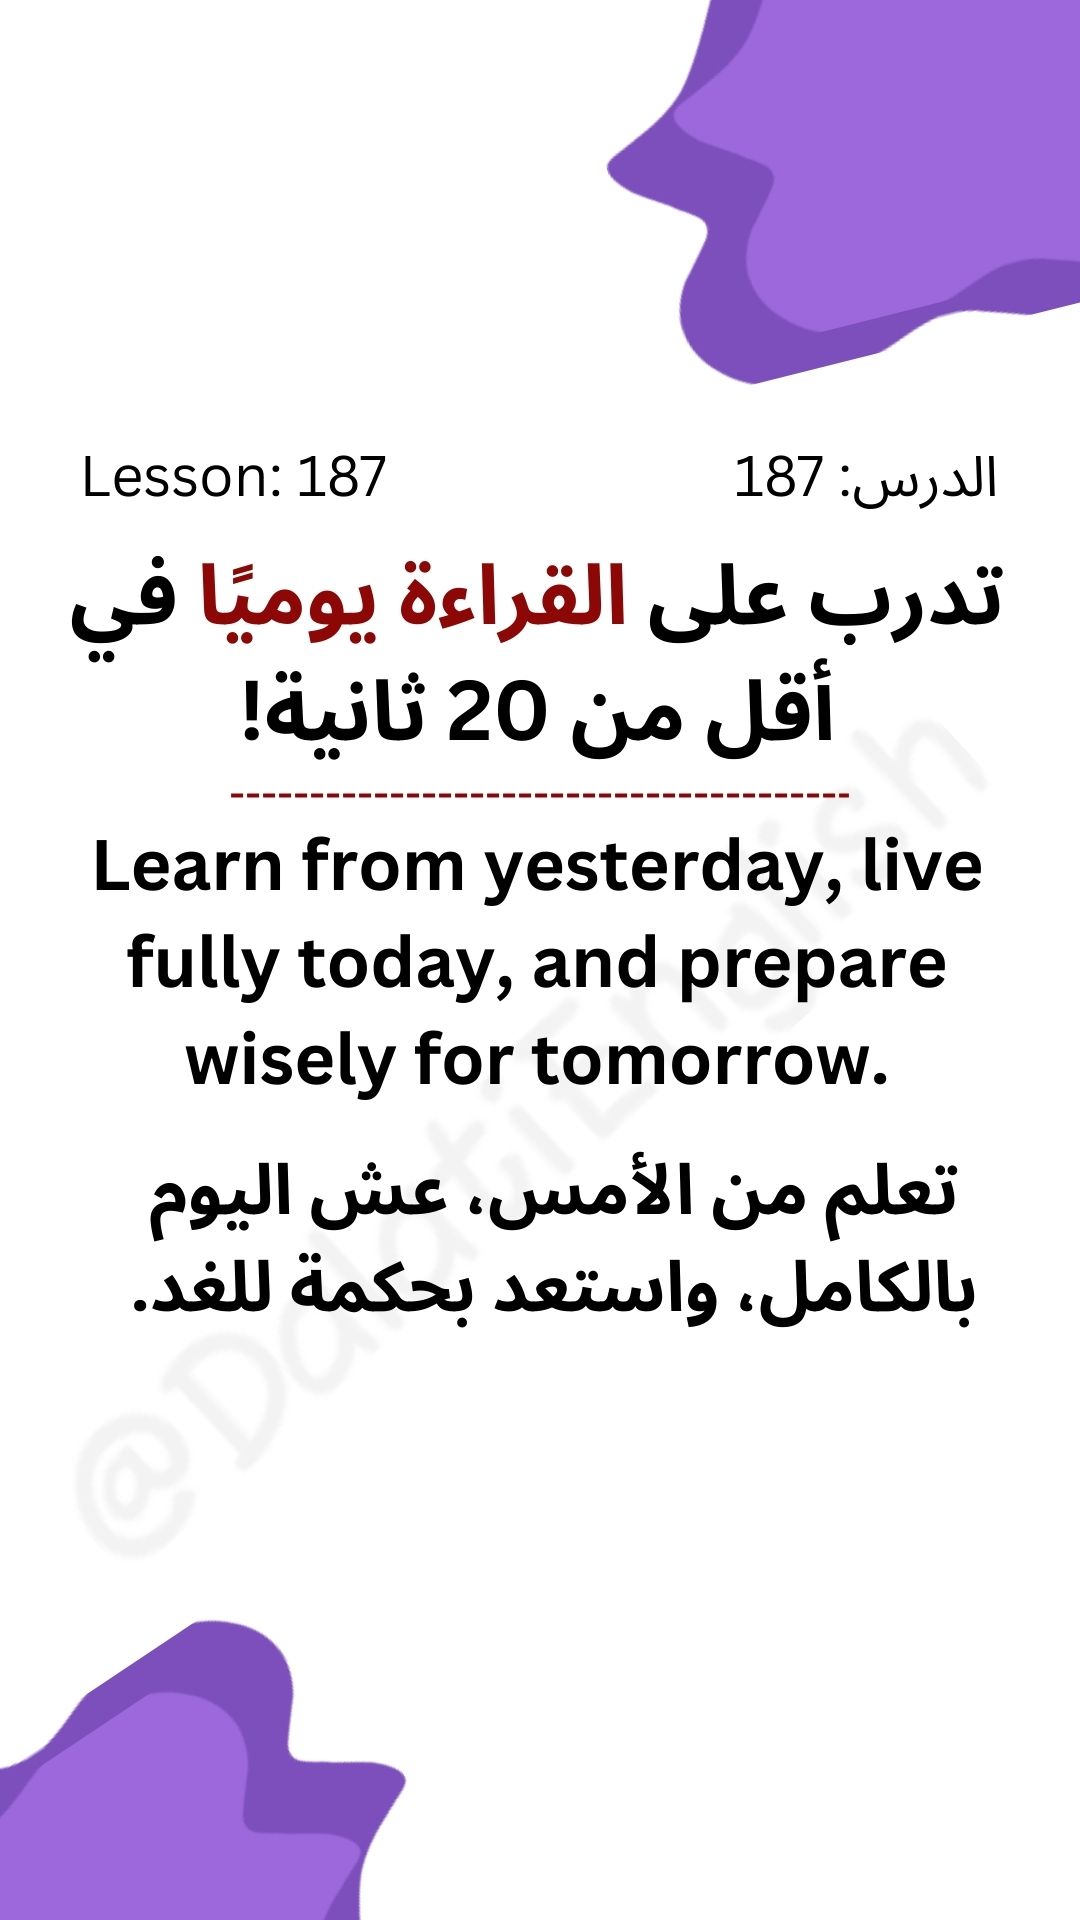 Lesson: 187
الدرس: 187
تدرب على القراءة يوميًا في
أقل من 20 ثانية!
---------------------------------------
Learn from yesterday, live
fully today, and prepare
wisely for tomorrow.
تعلم من الأمس، عش اليوم
بالكامل، واستعد بحكمة للغد.
@DdatiEnglish